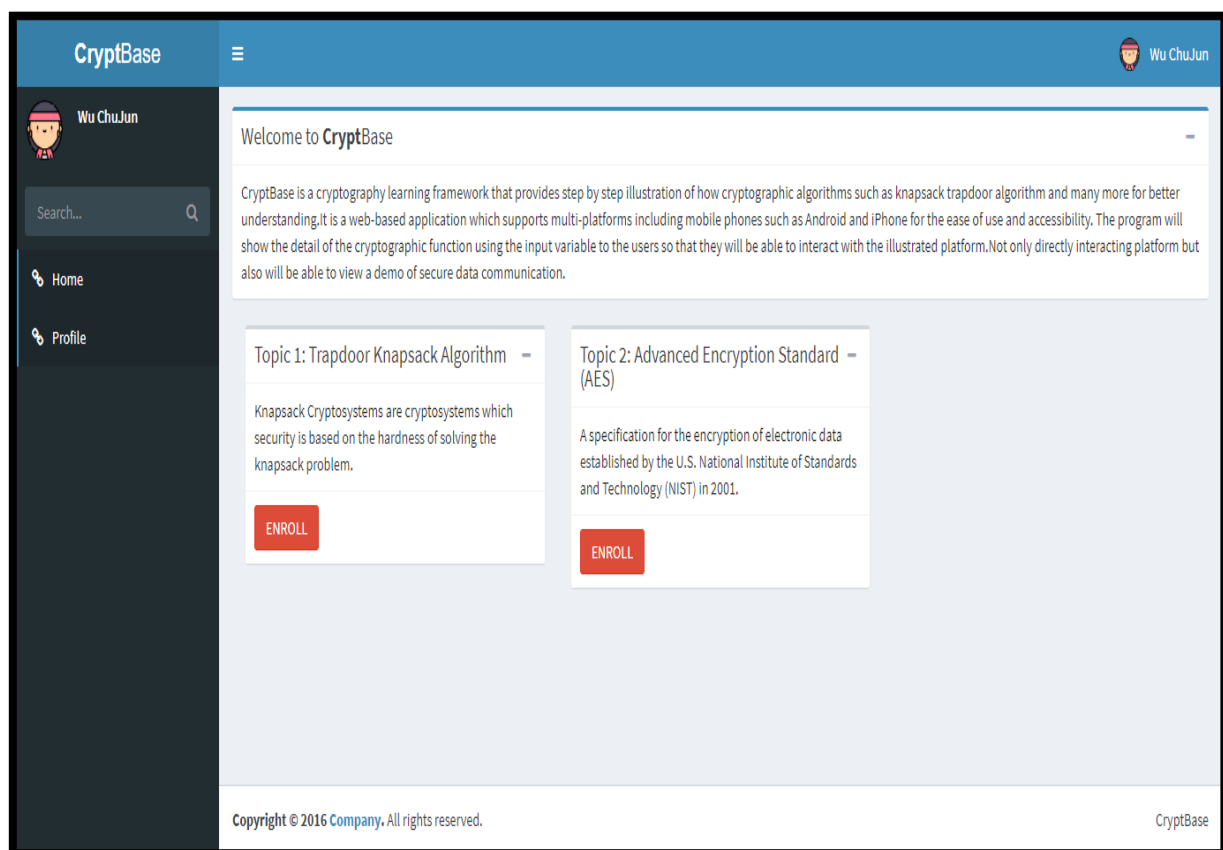 CryptBase
Wu ChuJun
Wu ChuJun
Search...
Home
Profile
Welcome to CryptBase
CryptBase is a cryptography learning framework that provides step by step illustration of how cryptographic algorithms such as knapsack trapdoor algorithm and many more for better
understanding.It is a web-based application which supports multi-platforms including mobile phones such as Android and iPhone for the ease of use and accessibility. The program will
show the detail of the cryptographic function using the input variable to the users so that they will be able to interact with the illustrated platform.Not only directly interacting platform but
also will be able to view a demo of secure data communication.
Topic 1: Trapdoor Knapsack Algorithm
Knapsack Cryptosystems are cryptosystems which
security is based on the hardness of solving the
knapsack problem.
ENROLL
Topic 2: Advanced Encryption Standard
(AES)
A specification for the encryption of electronic data
established by the U.S. National Institute of Standards
and Technology (NIST) in 2001.
ENROLL
Copyright © 2016 Company. All rights reserved.
CryptBase